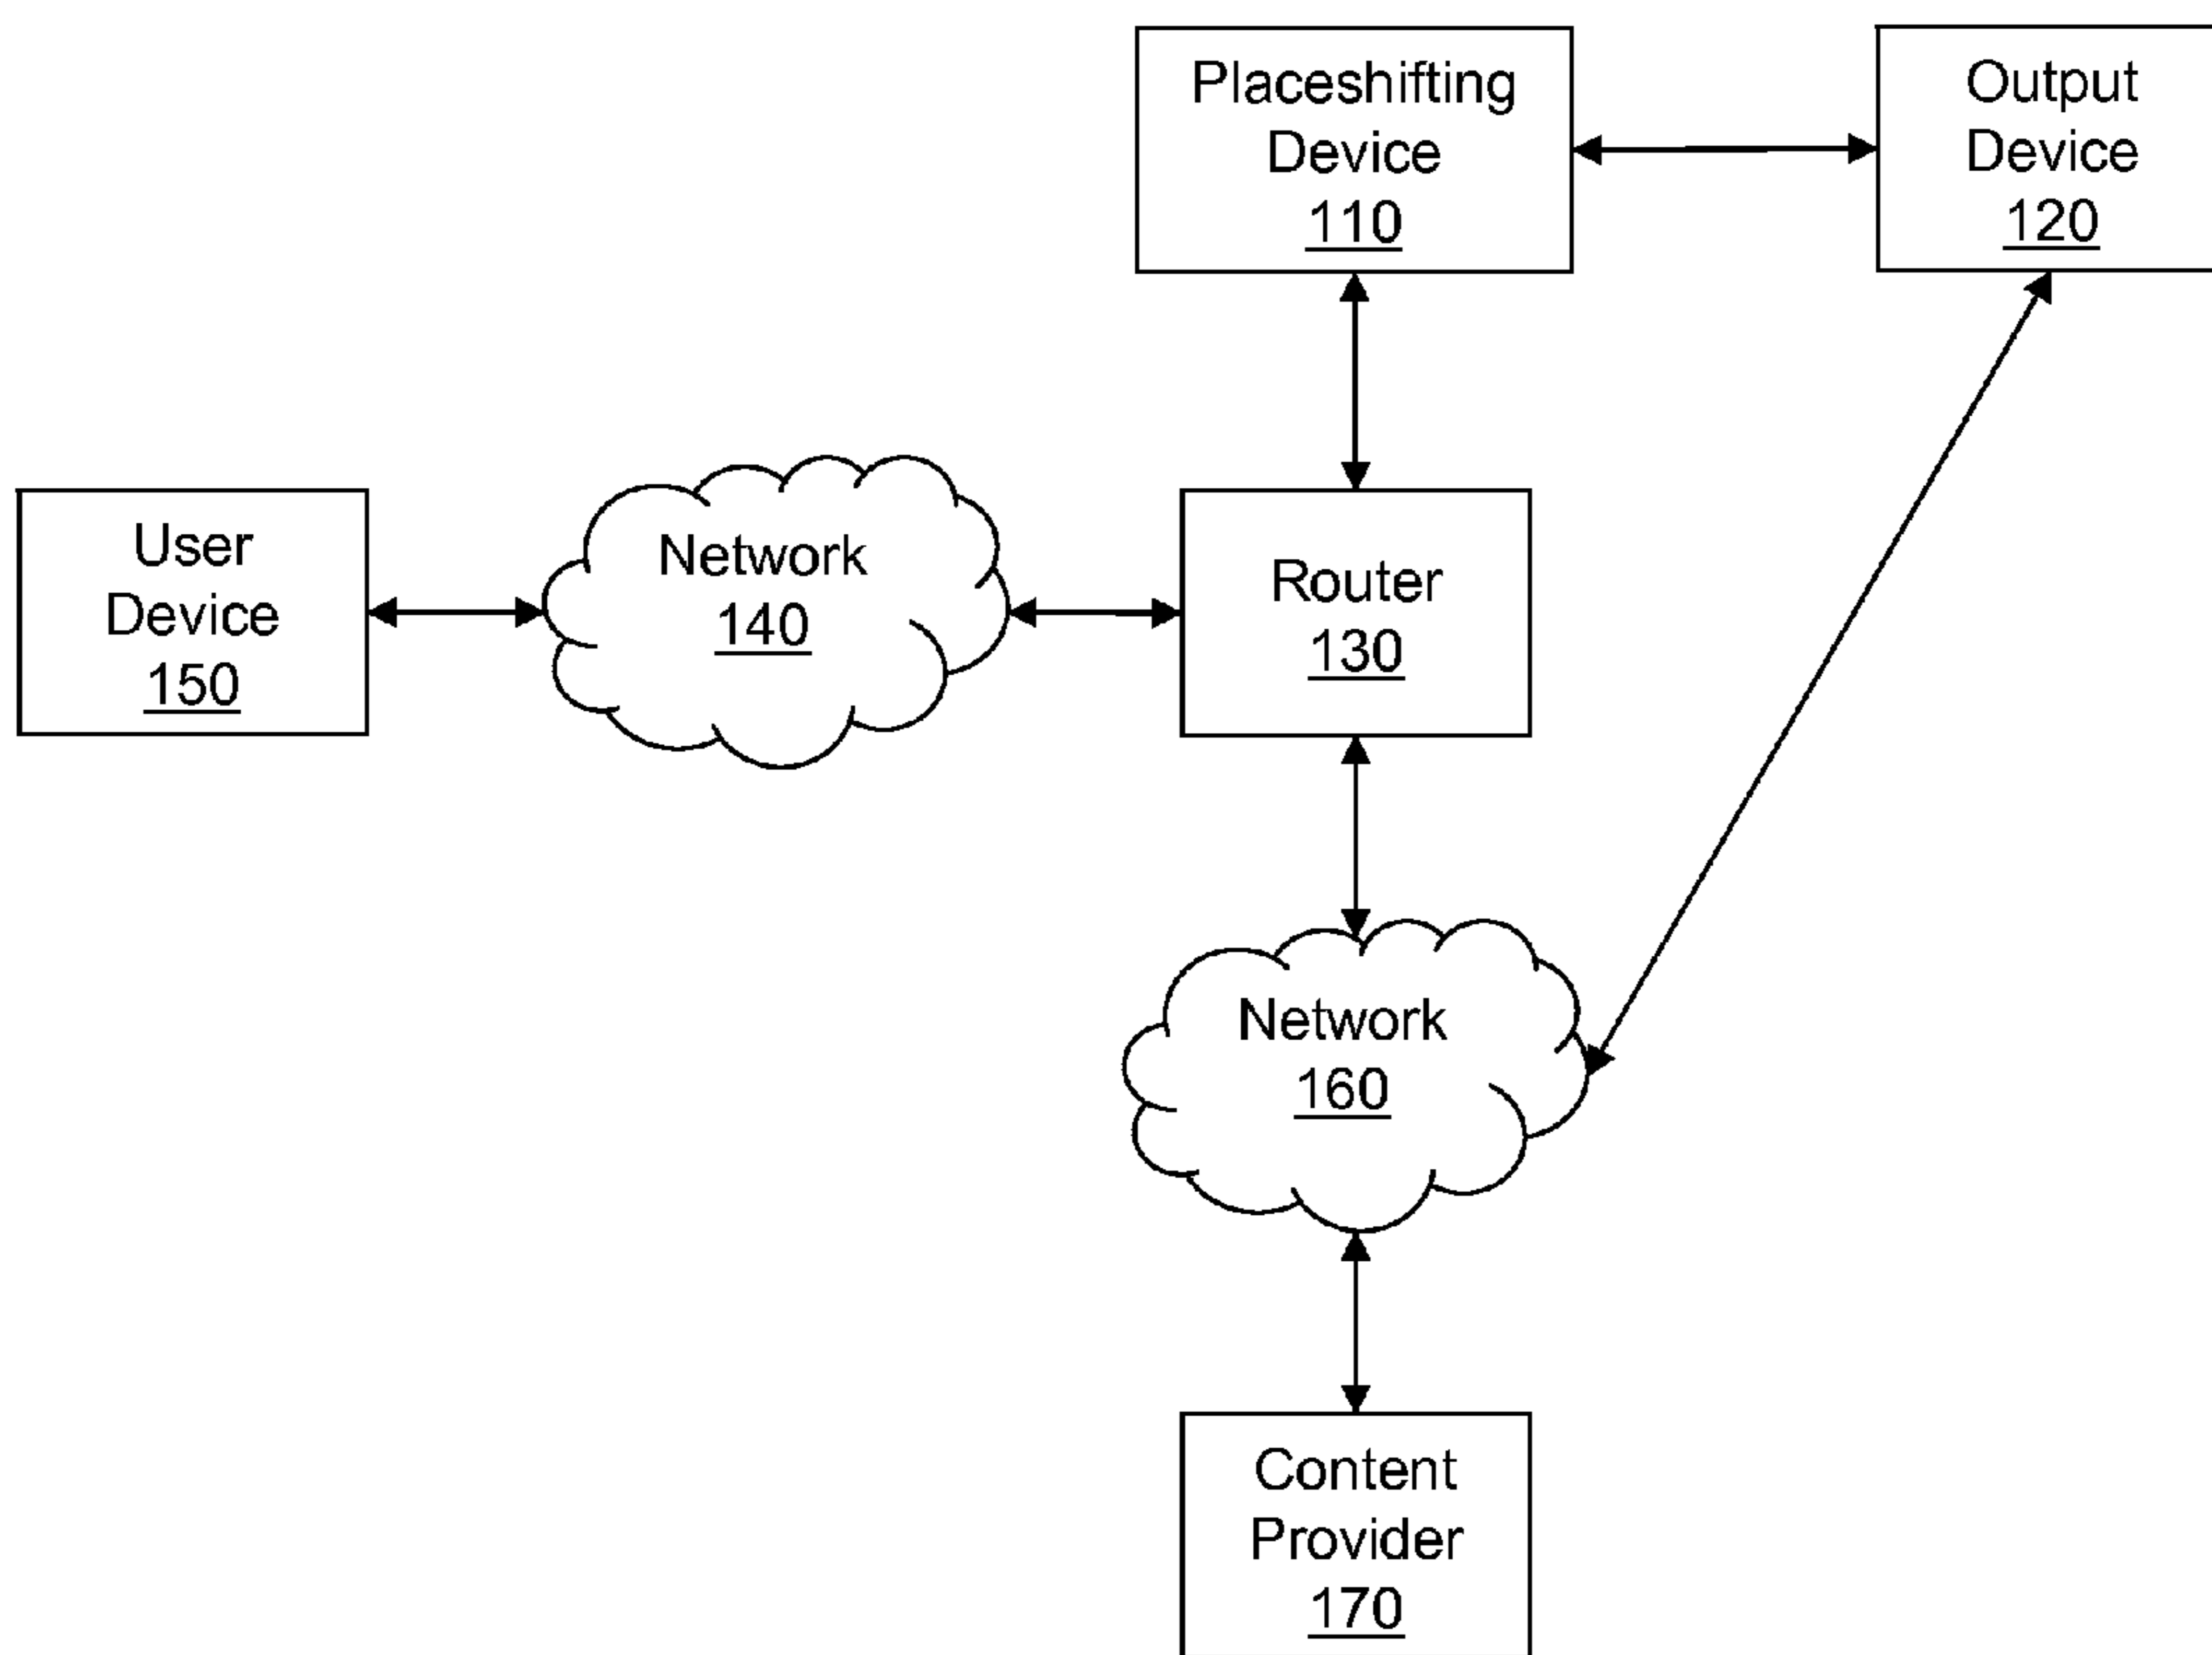 Placeshifting
Device
110
Output
Device
120
User
Device
150
Network
140
Router
130
Network
160
Content
Provider
170